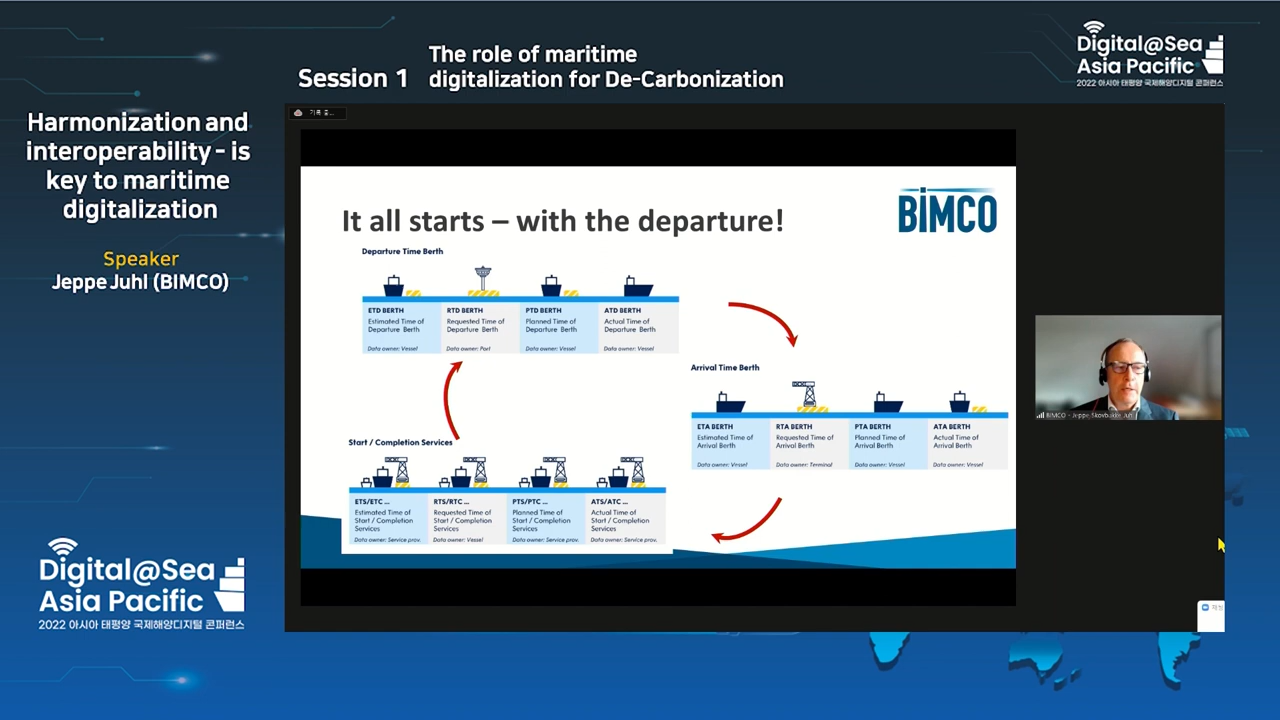 Session 1
The role of maritime
digitalization for De-Carbonization
Digital@Sea
Asia Pacific
2022 아시아 태평양 국제해양디지털 콘퍼런스
Harmonization and
interoperability - is
key to maritime
digitalization
Speaker
Jeppe Juhl (BIMCO)
It all starts – with the departure!
BIMCO
Departure Time Berth
ETD BERTH
Estimated Time of
Departure Berth
Data owner: Vessel
RTD BERTH
Requested Time of
Departure Berth
Data owner: Port
PTD BERTH
Planned Time of
Departure Berth
Data owner: Vessel
ATD BERTH
Actual Time of
Departure Berth
Data owner: Vessel
Arrival Time Berth
ETA BERTH
Estimated Time of
Arrival Berth
Data owner: Vessel
RTA BERTH
Requested Time of
Arrival Berth
Data owner: Terminal
PTA BERTH
Planned Time of
Arrival Berth
Data owner: Vessel
ATA BERTH
Actual Time of
Arrival Berth
Data owner: Vessel
Start / Completion Services
ETS/ETC ...
Estimated Time of
Start / Completion
Services
Data owner: Service prov.
RTS/RTC ...
Requested Time of
Start / Completion
Services
Data owner: Vessel
PTS/PTC ...
Planned Time of
Start / Completion
Services
Data owner: Service prov.
ATS/ATC ...
Actual Time of
Start / Completion
Services
Data owner: Service prov.
BIMCO - Jeppe Skovbakke Juhl
Digital@Sea
Asia Pacific
2022 아시아 태평양 국제해양디지털 콘퍼런스